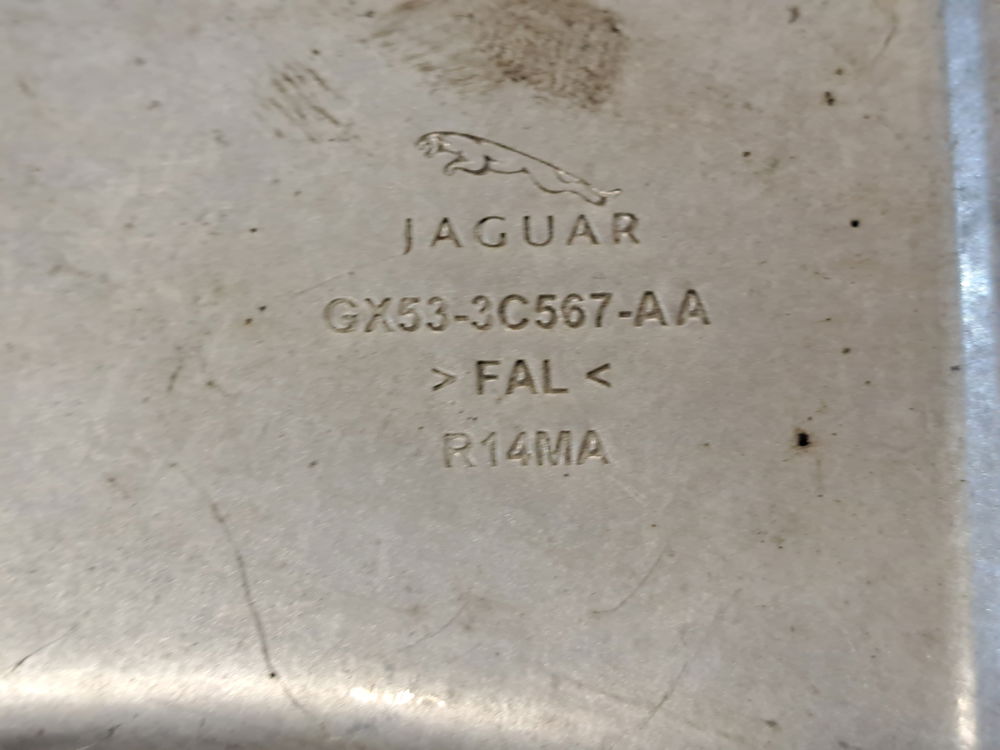 JAGUAR
GX53-3C567-AA
> FAL <
R14MA